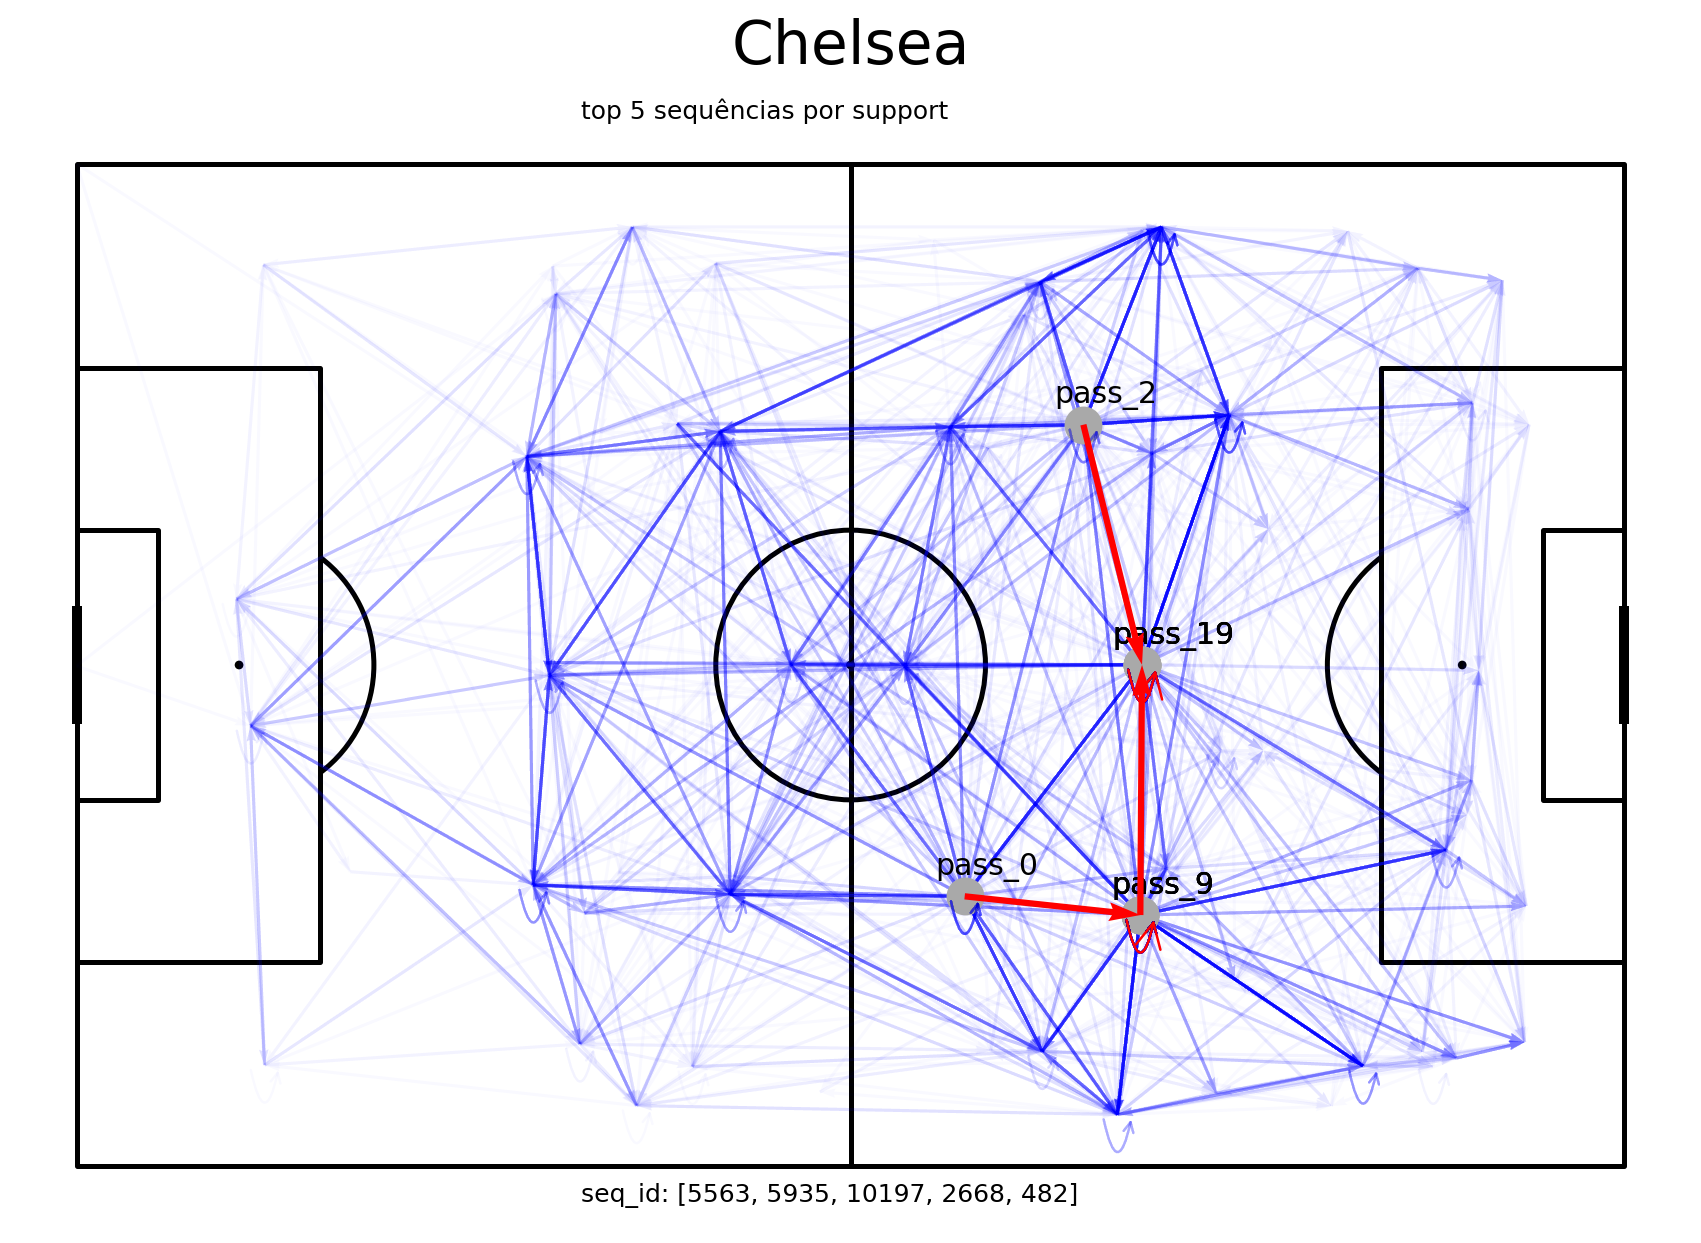 Chelsea
top 5 sequências por support
pass_2
pass_19
pass_0
pass_9
seq_id: [5563, 5935, 10197, 2668, 482]